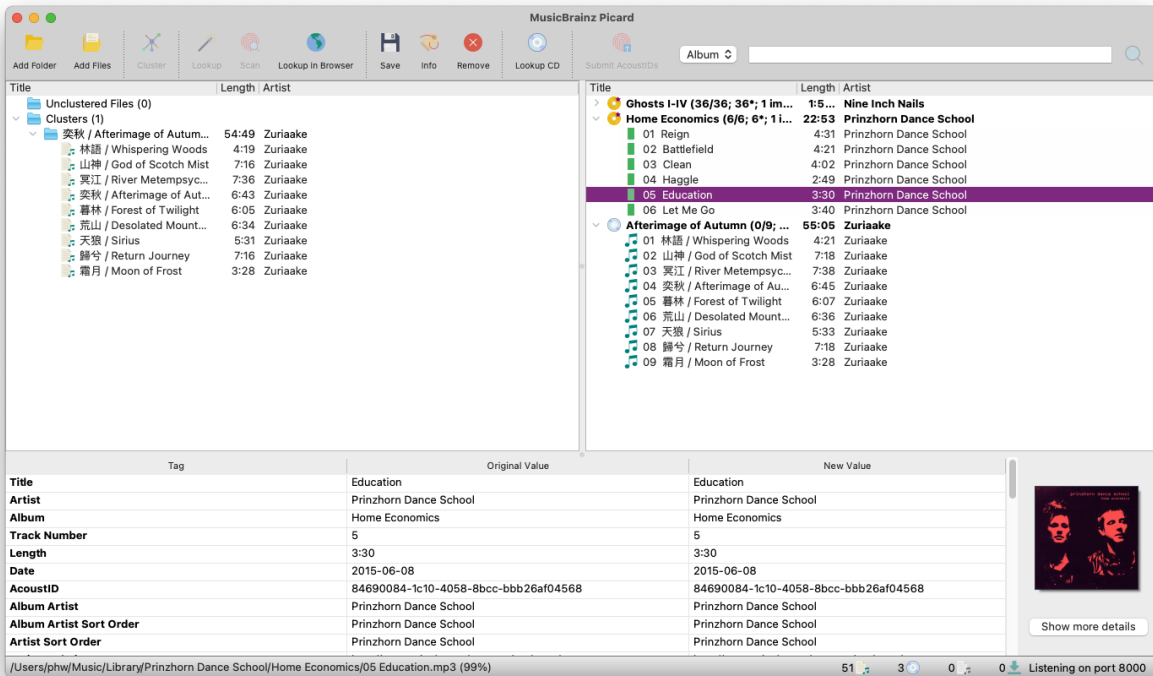 MusicBrainz Picard
Add Folder Add Files Cluster Lookup Scan Lookup in Browser Save Info Remove Lookup CD Submit AcoustIDs Album
Title Length Artist
Unclustered Files (0)
Clusters (1)
奕秋 / Afterimage of Autum... 54:49 Zuriaake
林語 / Whispering Woods 4:19 Zuriaake
山神 / God of Scotch Mist 7:16 Zuriaake
冥江 / River Metempsyc... 7:36 Zuriaake
奕秋 / Afterimage of Aut... 6:43 Zuriaake
暮林 / Forest of Twilight 6:05 Zuriaake
荒山 / Desolated Mount... 6:34 Zuriaake
天狼 / Sirius 5:31 Zuriaake
歸兮 / Return Journey 7:16 Zuriaake
霜月 / Moon of Frost 3:28 Zuriaake
Title Length Artist
Ghosts I-IV (36/36; 36*; 1 im... 1:5... Nine Inch Nails
Home Economics (6/6; 6*; 1 i... 22:53 Prinzhorn Dance School
01 Reign 4:31 Prinzhorn Dance School
02 Battlefield 4:21 Prinzhorn Dance School
03 Clean 4:02 Prinzhorn Dance School
04 Haggle 2:49 Prinzhorn Dance School
05 Education 3:30 Prinzhorn Dance School
06 Let Me Go 3:40 Prinzhorn Dance School
Afterimage of Autumn (0/9; ... 55:05 Zuriaake
01 林語 / Whispering Woods 4:21 Zuriaake
02 山神 / God of Scotch Mist 7:18 Zuriaake
03 冥江 / River Metempsyc... 7:38 Zuriaake
04 奕秋 / Afterimage of Au... 6:45 Zuriaake
05 暮林 / Forest of Twilight 6:07 Zuriaake
06 荒山 / Desolated Mount... 6:36 Zuriaake
07 天狼 / Sirius 5:33 Zuriaake
08 歸兮 / Return Journey 7:18 Zuriaake
09 霜月 / Moon of Frost 3:28 Zuriaake
Tag Original Value New Value
Title Education Education
Artist Prinzhorn Dance School Prinzhorn Dance School
Album Home Economics Home Economics
Track Number 5 5
Length 3:30 3:30
Date 2015-06-08 2015-06-08
AcoustID 84690084-1c10-4058-8bcc-bbb26af04568 84690084-1c10-4058-8bcc-bbb26af04568
Album Artist Prinzhorn Dance School Prinzhorn Dance School
Album Artist Sort Order Prinzhorn Dance School Prinzhorn Dance School
Artist Sort Order Prinzhorn Dance School Prinzhorn Dance School
prinzhorn dance school
home economics
Show more details
/Users/phw/Music/Library/Prinzhorn Dance School/Home Economics/05 Education.mp3 (99%) 51 3 0 0 Listening on port 8000